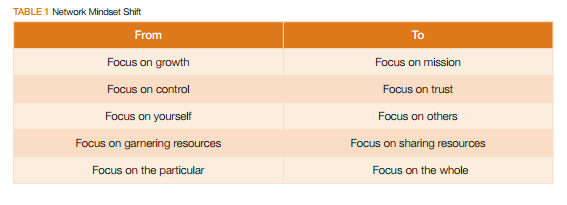 TABLE 1 Network Mindset Shift
From To
Focus on growth Focus on mission
Focus on control Focus on trust
Focus on yourself Focus on others
Focus on garnering resources Focus on sharing resources
Focus on the particular Focus on the whole